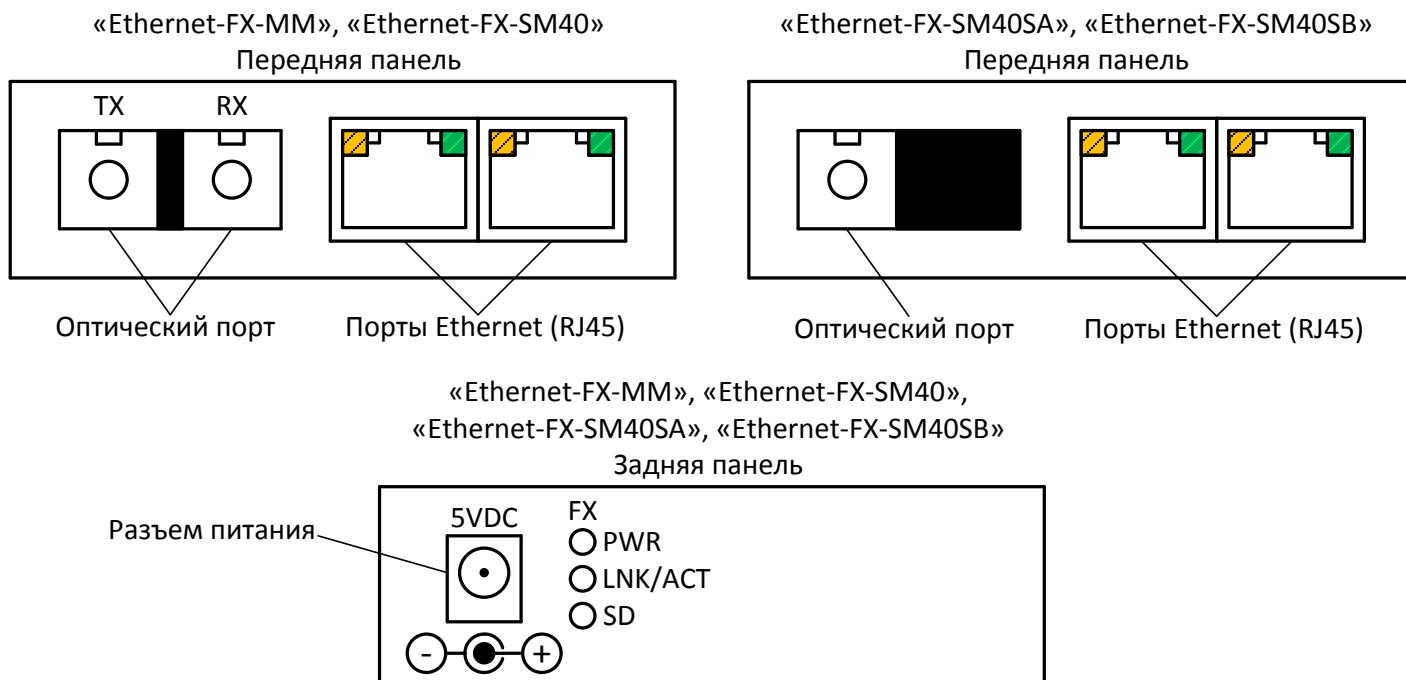 «Ethernet-FX-MM», «Ethernet-FX-SM40»
Передняя панель
TX RX
Оптический порт
Порты Ethernet (RJ45)
«Ethernet-FX-SM40SA», «Ethernet-FX-SM40SB»
Передняя панель
Оптический порт
Порты Ethernet (RJ45)
«Ethernet-FX-MM», «Ethernet-FX-SM40»,
«Ethernet-FX-SM40SA», «Ethernet-FX-SM40SB»
Задняя панель
Разъем питания
5VDC
FX
PWR
LNK/ACT
SD
- +